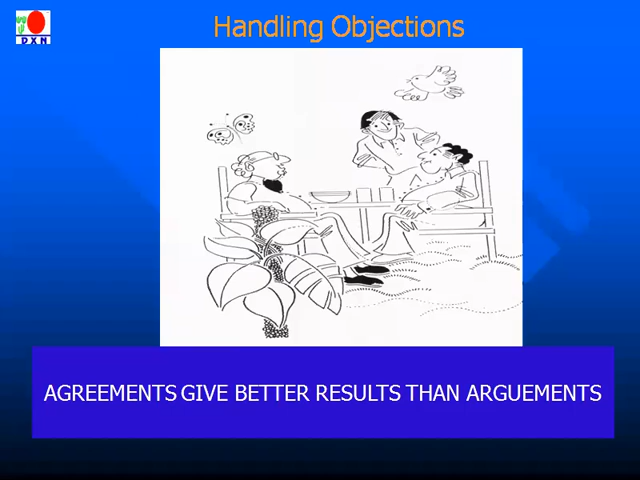 DXN
Handling Objections
AGREEMENTS GIVE BETTER RESULTS THAN ARGUEMENTS